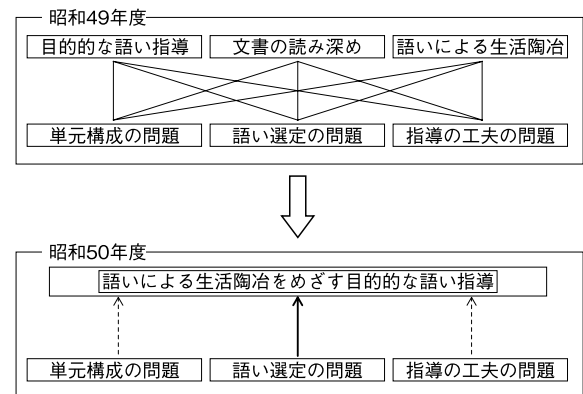 昭和49年度
目的的な語い指導 文書の読み深め 語いによる生活陶冶
単元構成の問題 語い選定の問題 指導の工夫の問題
昭和50年度
語いによる生活陶冶をめざす目的的な語い指導
単元構成の問題 語い選定の問題 指導の工夫の問題